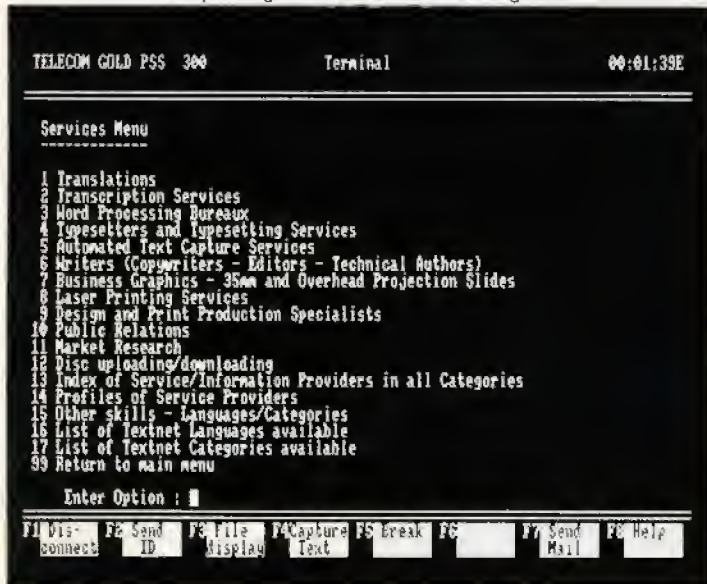 TELECOM GOLD PSS 300 Terminal 00:01:39E
Services Menu
-------------
1 Translations
2 Transcription Services
3 Word Processing Bureaux
4 Typesetters and Typesetting Services
5 Automated Text Capture Services
6 Writers (Copywriters - Editors - Technical Authors)
7 Business Graphics - 35mm and Overhead Projection Slides
8 Laser Printing Services
9 Design and Print Production Specialists
10 Public Relations
11 Market Research
12 Disc uploading/downloading
13 Index of Service/Information Providers in all Categories
14 Profiles of Service Providers
15 Other skills - Languages/Categories
16 List of Textnet Languages available
17 List of Textnet Categories available
99 Return to main menu
Enter Option :
F1 Dis- F2 Send F3 File F4 Capture F5 Break F6 F7 Send F8 Help
connect ID display Text Mail